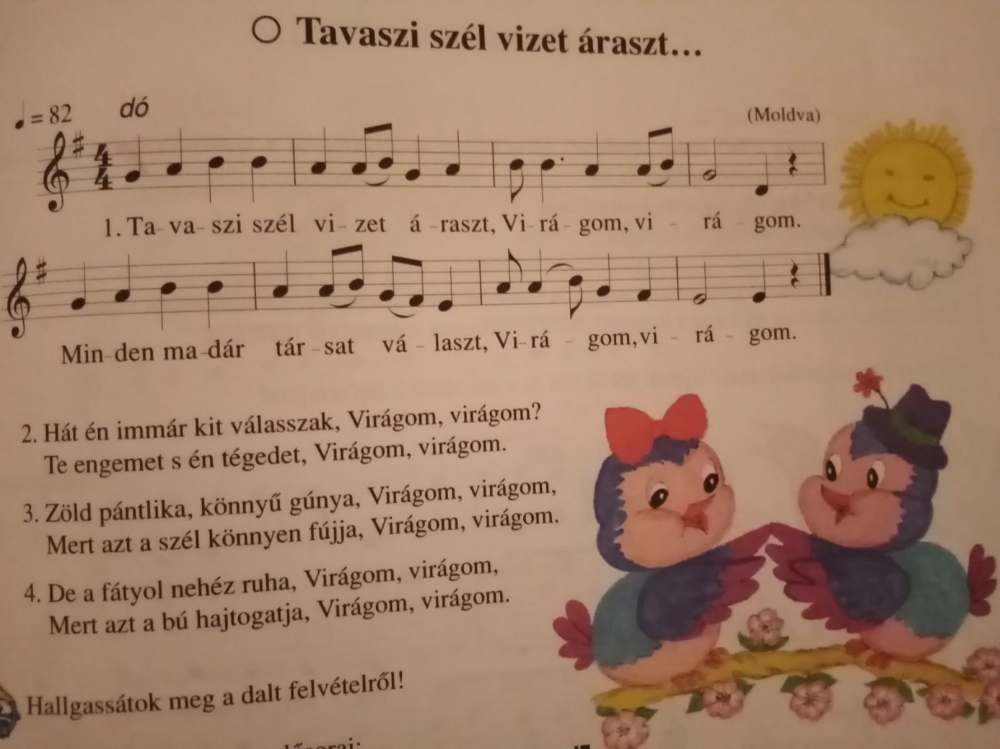 Tavaszi szél vizet áraszt...
= 82
dó
(Moldva)
4
4
1. Ta- va- szi szél vi- zet á -raszt, Vi- rá- gom, vi - rá - gom.
Min-den ma-dár tár-sat vá - laszt, Vi-rá - gom, vi - rá - gom.
2. Hát én immár kit válasszak, Virágom, virágom?
Te engemet s én tégedet, Virágom, virágom.
3. Zöld pántlika, könnyű gúnya, Virágom, virágom,
Mert azt a szél könnyen fújja, Virágom, virágom.
4. De a fátyol nehéz ruha, Virágom, virágom,
Mert azt a bú hajtogatja, Virágom, virágom.
Hallgassátok meg a dalt felvételről!